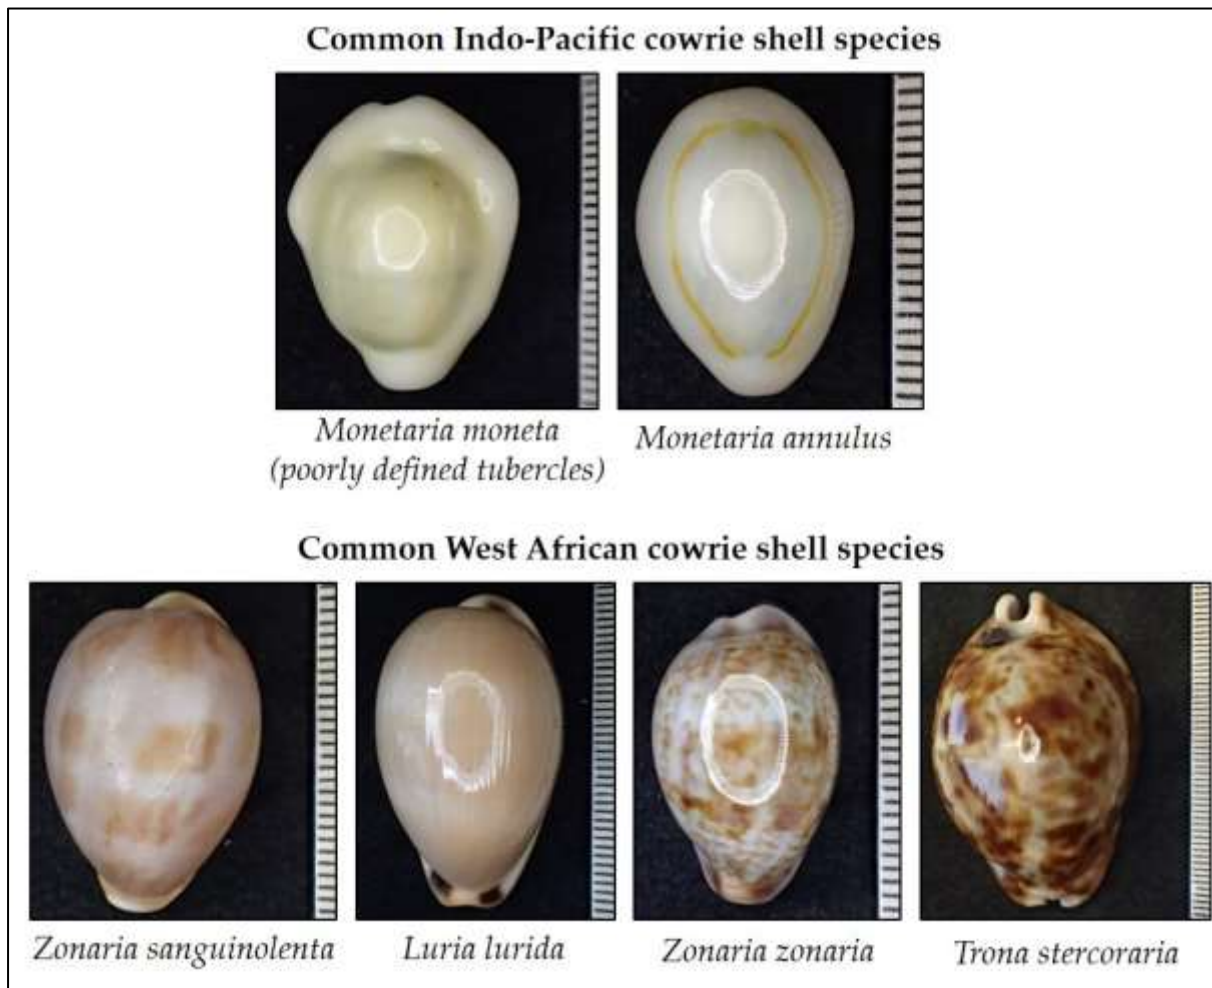 Common Indo-Pacific cowrie shell species
Monetaria moneta
(poorly defined tubercles)
Monetaria annulus
Common West African cowrie shell species
Zonaria sanguinolenta
Luria lurida
Zonaria zonaria
Trona stercoraria